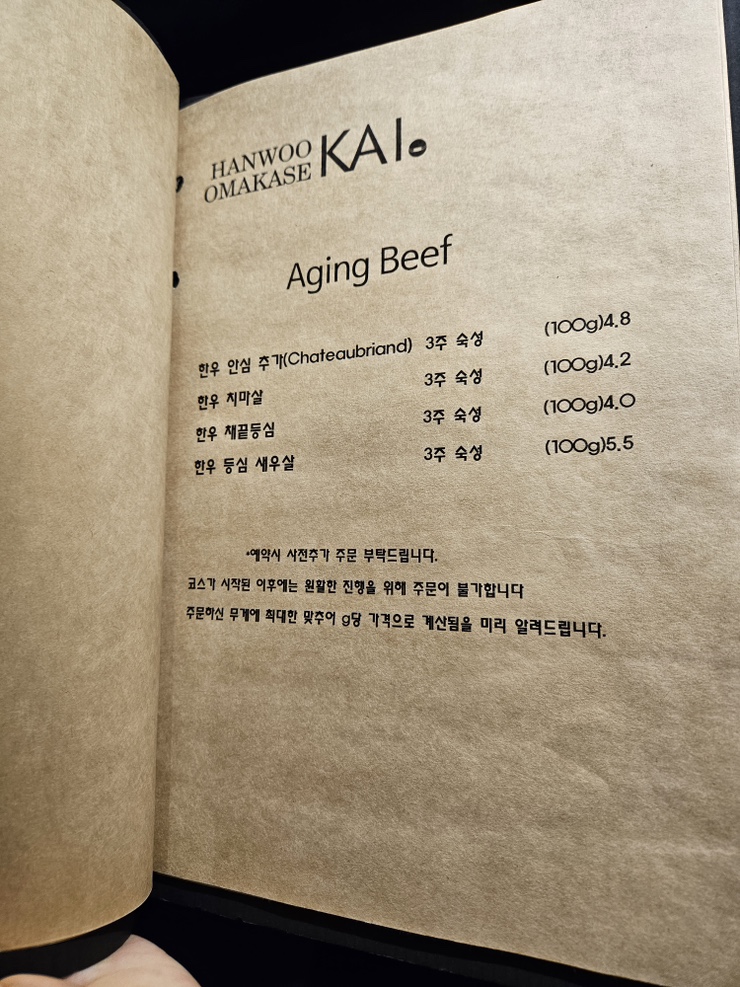 HANWOO
OMAKASE KAI.
Aging Beef
한우 안심 추가(Chateaubriand) 3주 숙성 (100g)4.8
한우 치마살 3주 숙성 (100g)4.2
한우 채끝등심 3주 숙성 (100g)4.0
한우 등심 새우살 3주 숙성 (100g)5.5
*예약시 사전추가 주문 부탁드립니다.
코스가 시작된 이후에는 원활한 진행을 위해 주문이 불가합니다
주문하신 무게에 최대한 맞추어 g당 가격으로 계산됨을 미리 알려드립니다.